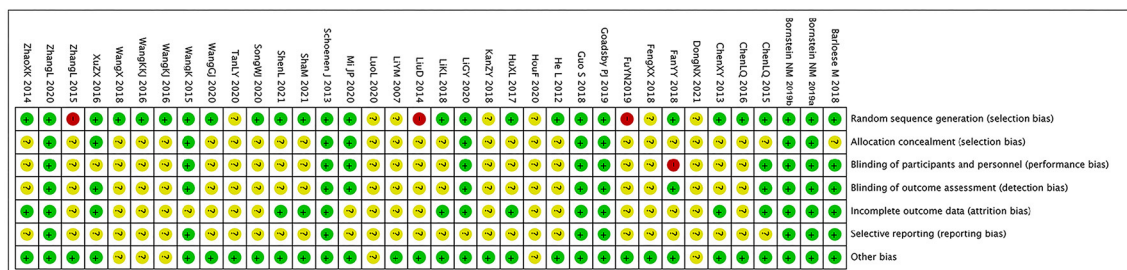 ZhaoXK 2014
ZhangL 2020
ZhangL 2015
XuZX 2016
WangX 2018
WangKKJ 2016
WangKJ 2016
WangK 2015
WangGJ 2020
TanLY 2020
SongWJ 2020
ShenL 2021
ShaM 2021
Schoenen J 2013
Mi JP 2020
LuoL 2020
LiYM 2007
LiuD 2014
LiKL 2018
LiGY 2020
KanZY 2018
HuXL 2017
HouF 2020
He L 2012
Guo S 2018
Goadsby PJ 2019
FuYN2019
FengXX 2018
FanYY 2018
DongNX 2021
ChenXY 2013
ChenLQ 2016
ChenLQ 2015
Bornstein NM 2019b
Bornstein NM 2019a
Barloese M 2018
Random sequence generation (selection bias)
Allocation concealment (selection bias)
Blinding of participants and personnel (performance bias)
Blinding of outcome assessment (detection bias)
Incomplete outcome data (attrition bias)
Selective reporting (reporting bias)
Other bias